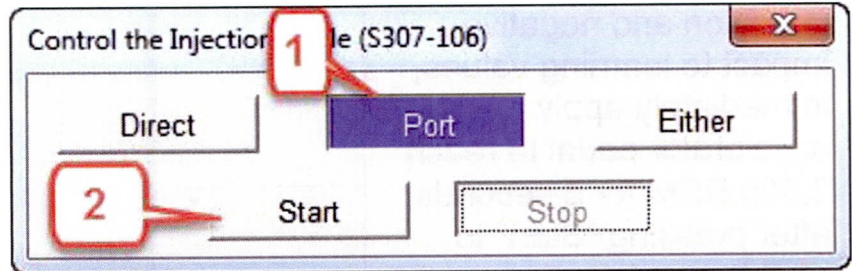 Control the Injection le (S307-106)
1
Direct Port Either
2
Start Stop